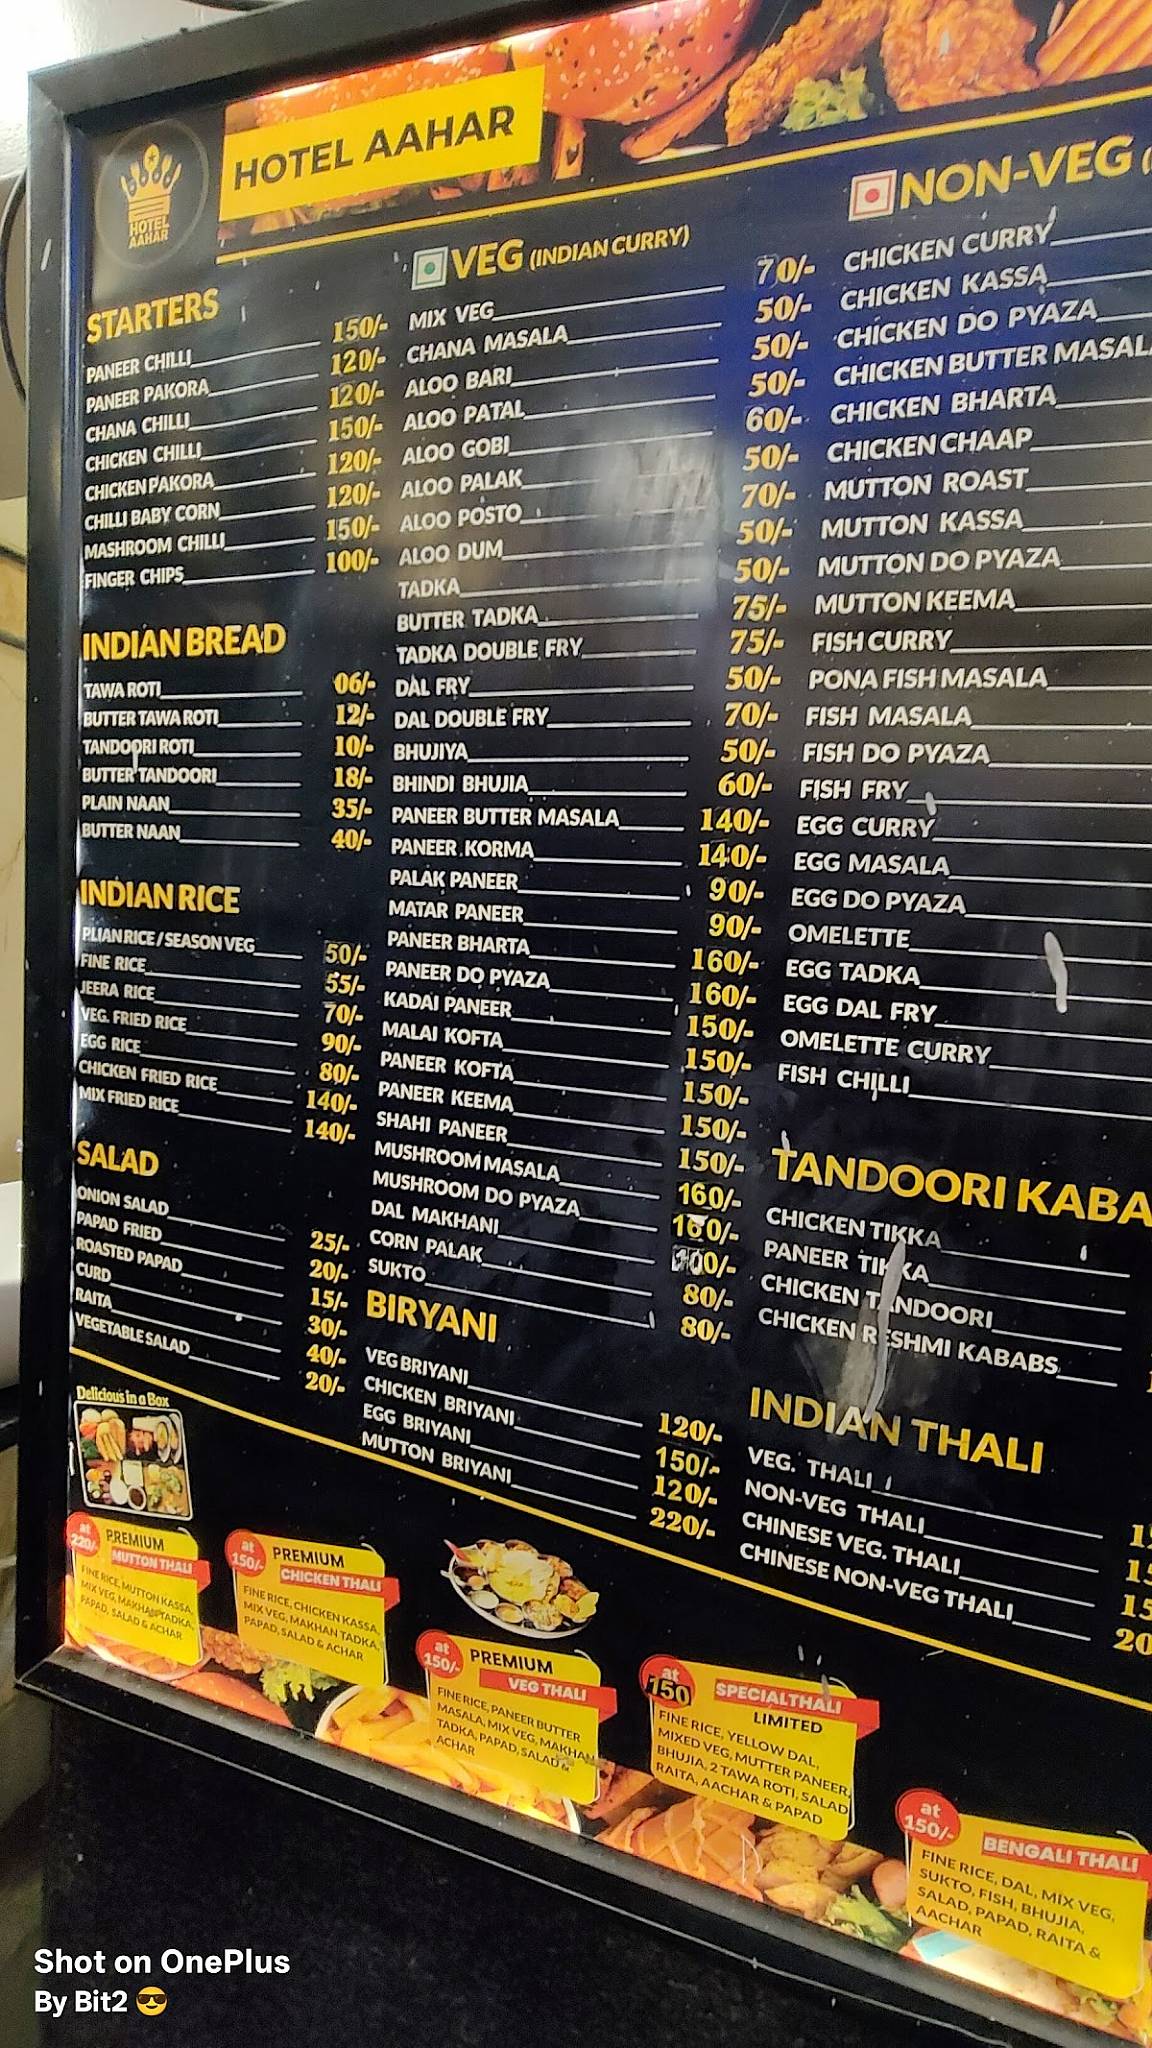 HOTEL AAHAR
HOTEL
AAHAR
STARTERS
PANEER CHILLI 150/-
PANEER PAKORA 120/-
CHANA CHILLI 120/-
CHICKEN CHILLI 150/-
CHICKEN PAKORA 120/-
CHILLI BABY CORN 120/-
MASHROOM CHILLI 150/-
FINGER CHIPS 100/-
INDIAN BREAD
TAWA ROTI 06/-
BUTTER TAWA ROTI 12/-
TANDOORI ROTI 10/-
BUTTER TANDOORI 18/-
PLAIN NAAN 35/-
BUTTER NAAN 40/-
INDIAN RICE
PLIAN RICE / SEASON VEG 50/-
FINE RICE 55/-
JEERA RICE 70/-
VEG. FRIED RICE 90/-
EGG RICE 80/-
CHICKEN FRIED RICE 140/-
MIX FRIED RICE 140/-
SALAD
ONION SALAD 25/-
PAPAD FRIED 20/-
ROASTED PAPAD 15/-
CURD 30/-
RAITA 40/-
VEGETABLE SALAD 20/-
VEG (INDIAN CURRY)
MIX VEG 70/-
CHANA MASALA 50/-
ALOO BARI 50/-
ALOO PATAL 50/-
ALOO GOBI 60/-
ALOO PALAK 50/-
ALOO POSTO 70/-
ALOO DUM 50/-
TADKA 50/-
BUTTER TADKA 75/-
TADKA DOUBLE FRY 75/-
DAL FRY 50/-
DAL DOUBLE FRY 70/-
BHUJIYA 50/-
BHINDI BHUJIA 60/-
PANEER BUTTER MASALA 140/-
PANEER KORMA 140/-
PALAK PANEER 90/-
MATAR PANEER 90/-
PANEER BHARTA 160/-
PANEER DO PYAZA 160/-
KADAI PANEER 150/-
MALAI KOFTA 150/-
PANEER KOFTA 150/-
PANEER KEEMA 150/-
SHAHI PANEER 150/-
MUSHROOM MASALA 160/-
MUSHROOM DO PYAZA 160/-
DAL MAKHANI 100/-
CORN PALAK 80/-
SUKTO 80/-
BIRYANI
VEG BRIYANI 120/-
CHICKEN BRIYANI 150/-
EGG BRIYANI 120/-
MUTTON BRIYANI 220/-
NON-VEG (
CHICKEN CURRY
CHICKEN KASSA
CHICKEN DO PYAZA
CHICKEN BUTTER MASAL
CHICKEN BHARTA
CHICKEN CHAAP
MUTTON ROAST
MUTTON KASSA
MUTTON DO PYAZA
MUTTON KEEMA
FISH CURRY
PONA FISH MASALA
FISH MASALA
FISH DO PYAZA
FISH FRY
EGG CURRY
EGG MASALA
EGG DO PYAZA
OMELETTE
EGG TADKA
EGG DAL FRY
OMELETTE CURRY
FISH CHILLI
TANDOORI KABA
CHICKEN TIKKA
PANEER TIKKA
CHICKEN TANDOORI
CHICKEN RESHMI KABABS
INDIAN THALI
VEG. THALI
NON-VEG THALI 15
CHINESE VEG. THALI 15
CHINESE NON-VEG THALI 20
Delicious in a Box
at 220/-
PREMIUM
MUTTON THALI
FINE RICE, MUTTON KASSA,
MIX VEG, MAKHAN TADKA,
PAPAD, SALAD & ACHAR
at 150/-
PREMIUM
CHICKEN THALI
FINE RICE, CHICKEN KASSA,
MIX VEG, MAKHAN TADKA,
PAPAD, SALAD & ACHAR
at 150/-
PREMIUM
VEG THALI
FINE RICE, PANEER BUTTER
MASALA, MIX VEG, MAKHAN
TADKA, PAPAD, SALAD &
ACHAR
at 150
SPECIAL THALI
LIMITED
FINE RICE, YELLOW DAL,
MIXED VEG, MUTTER PANEER,
BHUJIA, 2 TAWA ROTI, SALAD
RAITA, AACHAR & PAPAD
at 150/-
BENGALI THALI
FINE RICE, DAL, MIX VEG,
SUKTO, FISH, BHUJIA,
SALAD, PAPAD, RAITA &
AACHAR
Shot on OnePlus
By Bit2 😎